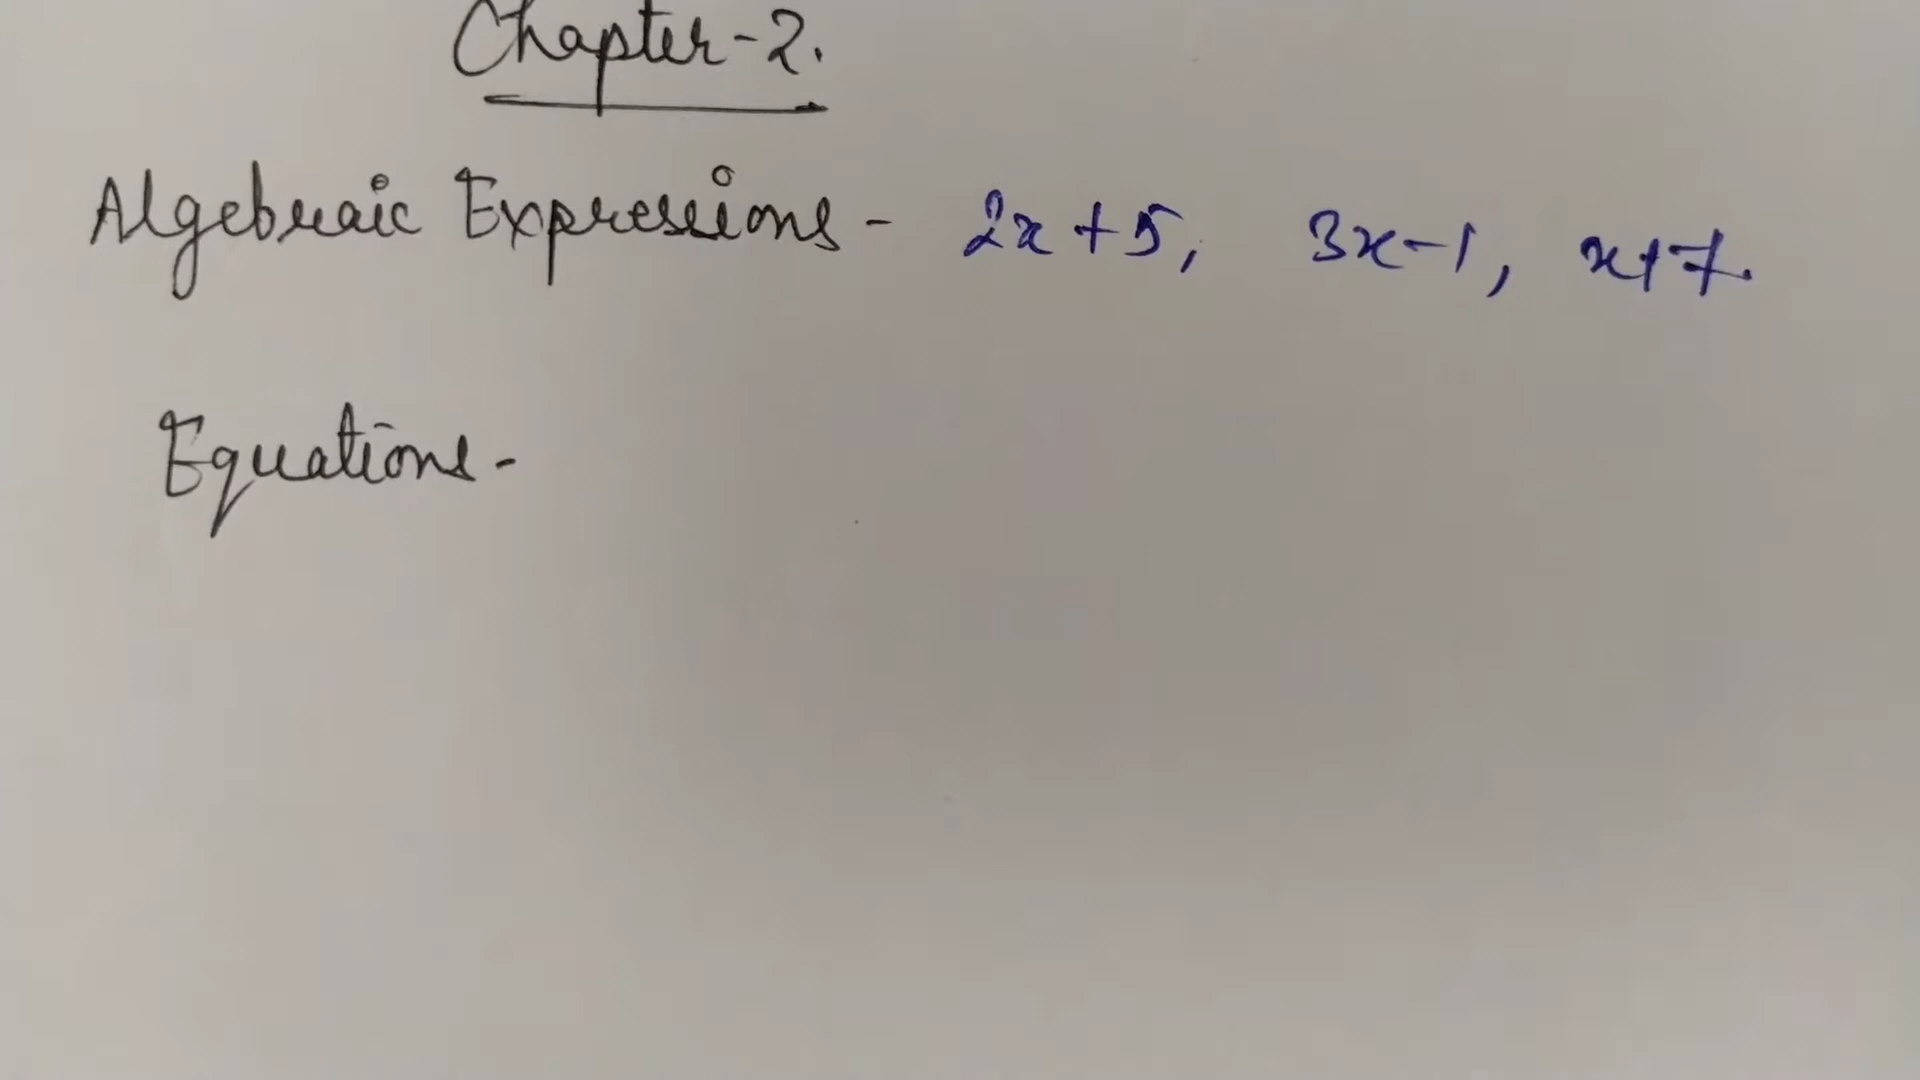 Chapter-2.
Algebraic Expressions - 2x+5, 3x-1, x+7.
Equations -